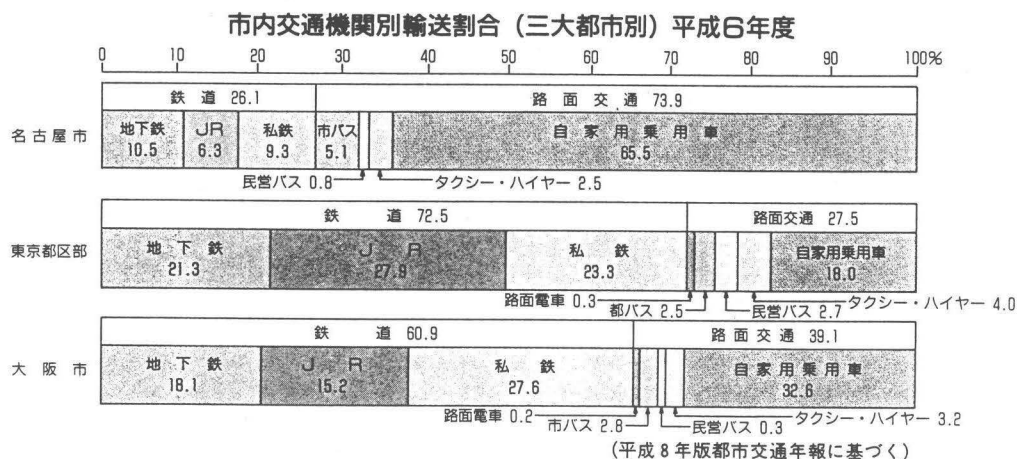 市内交通機関別輸送割合（三大都市別）平成6年度
0 10 20 30 40 50 60 70 80 90 100%
鉄道 26.1 路面交通 73.9
名古屋市
地下鉄 10.5
JR 6.3
私鉄 9.3
市バス 5.1
自家用乗用車 65.5
民営バス 0.8 タクシー・ハイヤー 2.5
鉄道 72.5 路面交通 27.5
東京都区部
地下鉄 21.3
JR 27.9
私鉄 23.3
自家用乗用車 18.0
路面電車 0.3 都バス 2.5 民営バス 2.7 タクシー・ハイヤー 4.0
鉄道 60.9 路面交通 39.1
大阪市
地下鉄 18.1
JR 15.2
私鉄 27.6
自家用乗用車 32.6
路面電車 0.2 市バス 2.8 民営バス 0.3 タクシー・ハイヤー 3.2
（平成8年版都市交通年報に基づく）